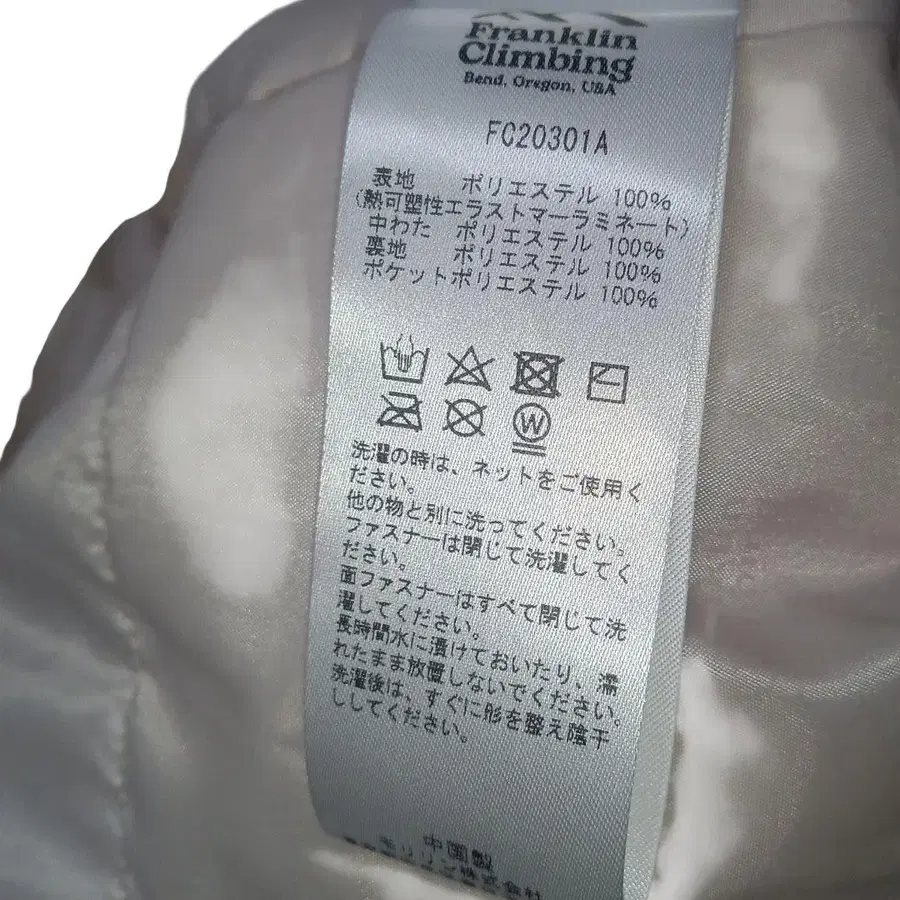 Franklin
Climbing
Bend, Oregon, USA
FC20301A
表地 ポリエステル 100%
(熱可塑性エラストマーラミネート)
中わた ポリエステル 100%
裏地 ポリエステル 100%
ポケットポリエステル 100%
W
洗濯の時は、ネットをご使用く
ださい。
他の物と別に洗ってください。
ファスナーは閉じて洗濯してく
ださい。
面ファスナーはすべて閉じて洗
濯してください。
長時間水に漬けておいたり、濡
れたまま放置しないでください。
洗濯後は、すぐに形を整え陰干
ししてください。
中国製
モリリン株式会社